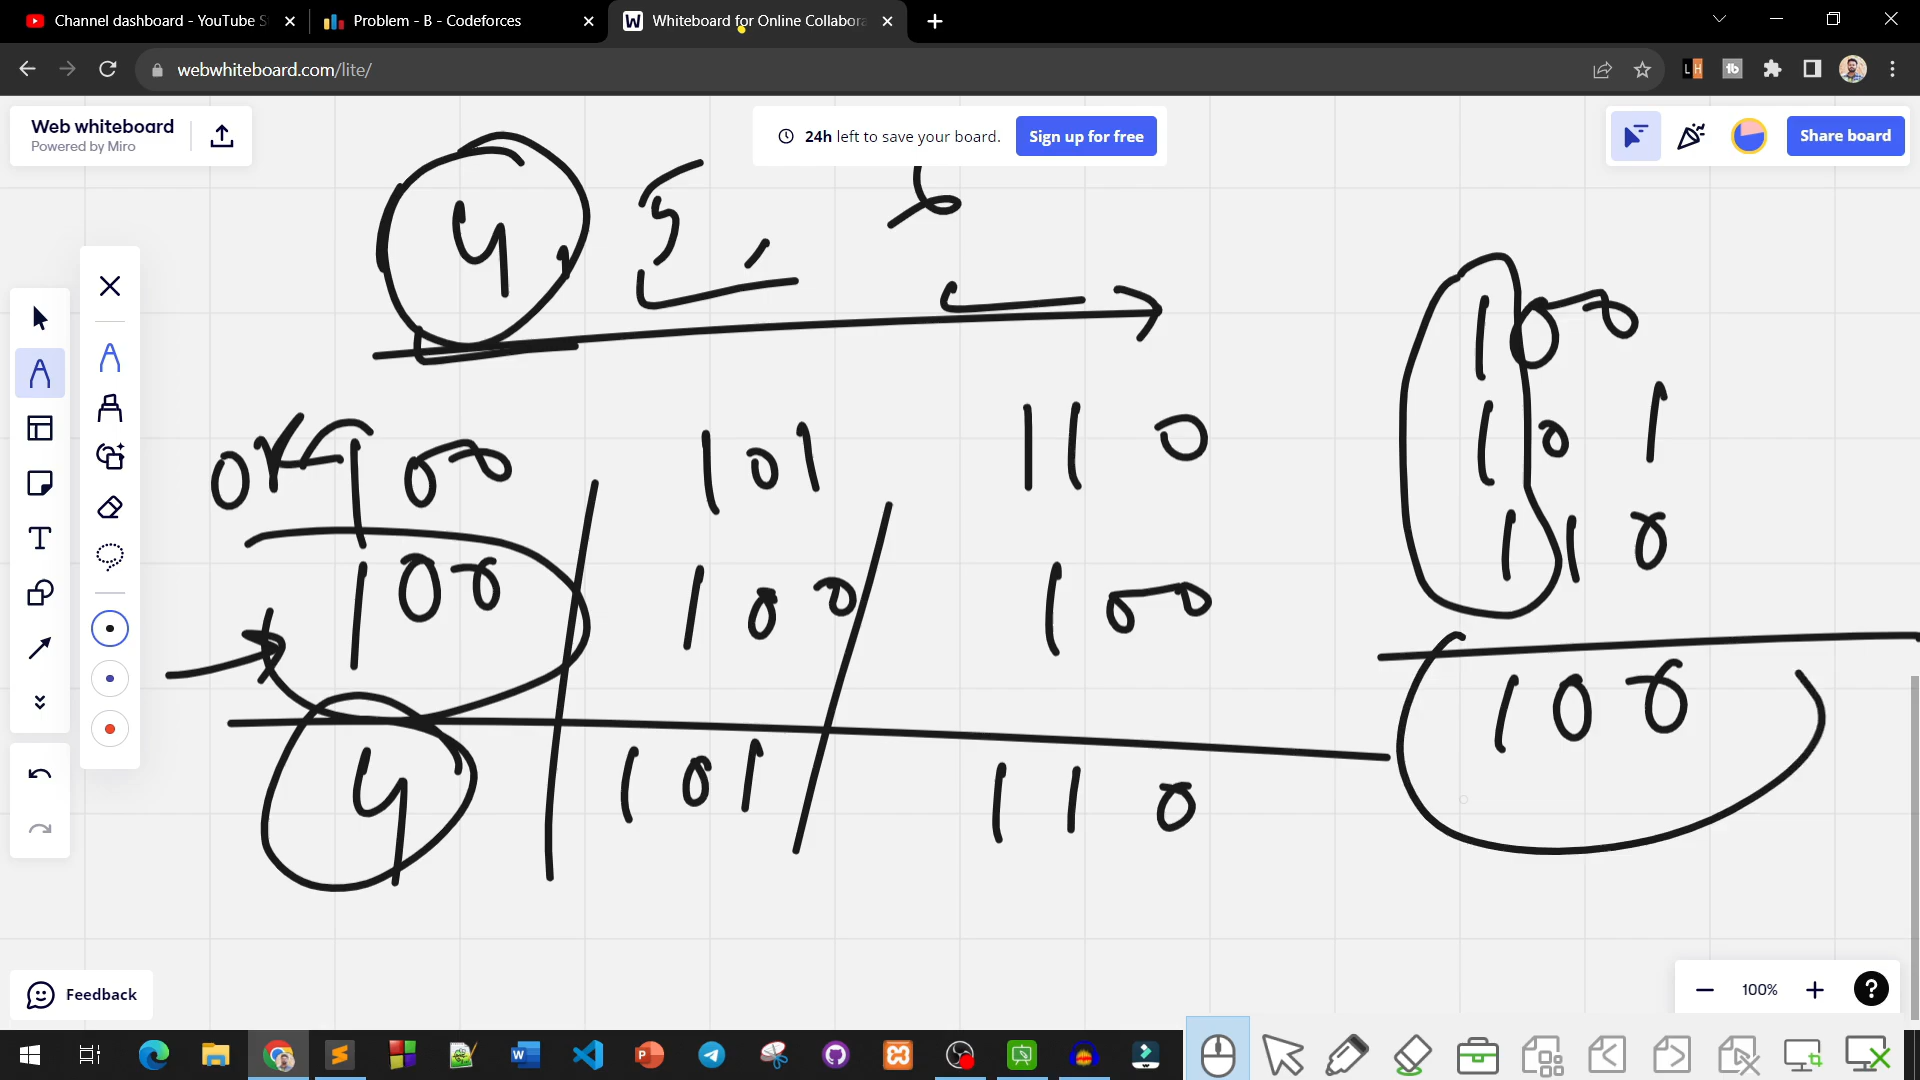 Channel dashboard - YouTube S
Problem - B - Codeforces
Whiteboard for Online Collabora
webwhiteboard.com/lite/
Web whiteboard
Powered by Miro
24h left to save your board.
Sign up for free
Share board
4, 5, 6
100
101
110
100
0 100 101 110
100 100 100
4 101 110
Feedback
100%